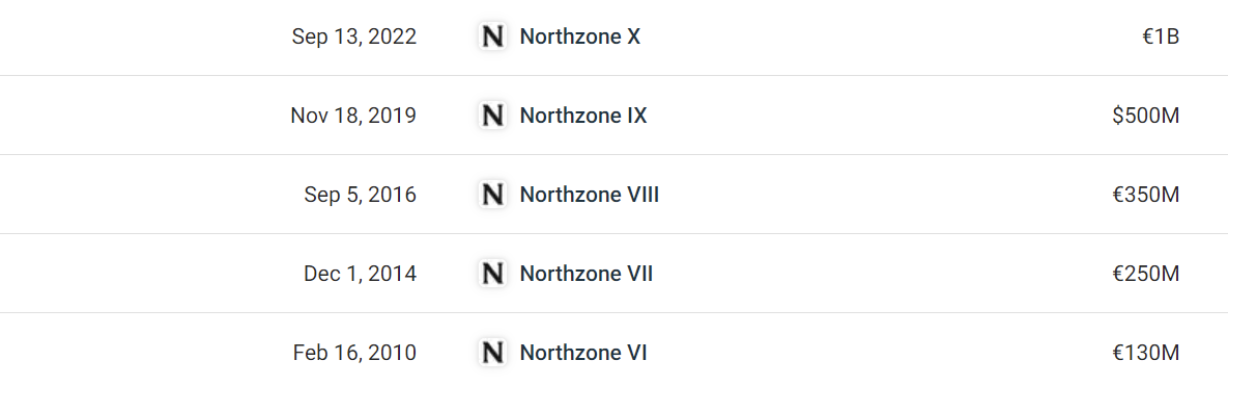 Sep 13, 2022 N Northzone X €1B
Nov 18, 2019 N Northzone IX $500M
Sep 5, 2016 N Northzone VIII €350M
Dec 1, 2014 N Northzone VII €250M
Feb 16, 2010 N Northzone VI €130M